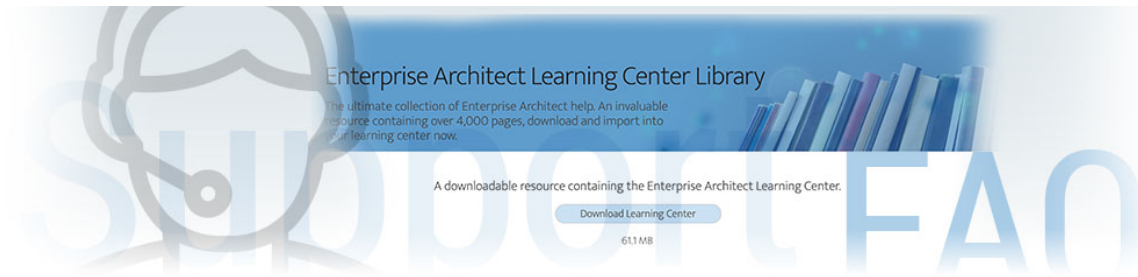 Enterprise Architect Learning Center Library
The ultimate collection of Enterprise Architect help. An invaluable
resource containing over 4,000 pages, download and import into
your learning center now.
A downloadable resource containing the Enterprise Architect Learning Center.
Download Learning Center
61.1 MB
Support FAQ